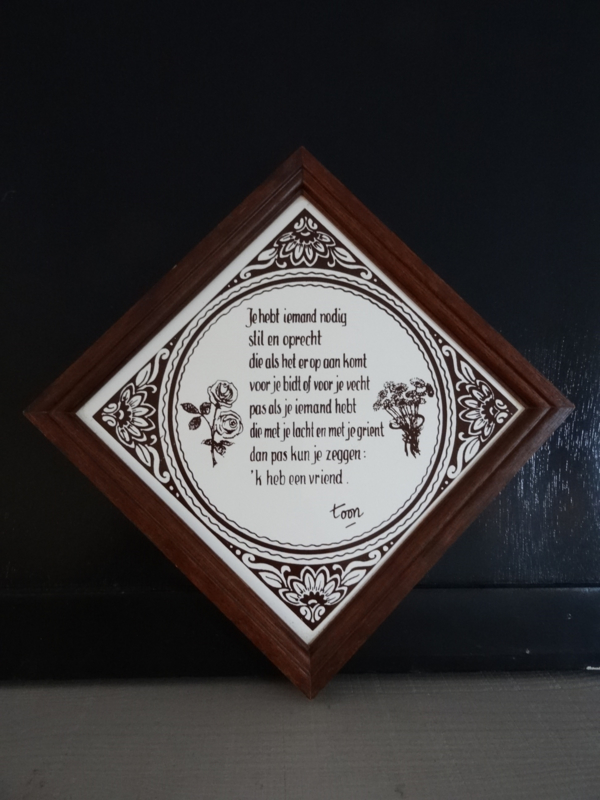 Je hebt iemand nodig
stil en oprecht
die als het er op aan komt
voor je bidt of voor je vecht
pas als je iemand hebt
die met je lacht en met je grient
dan pas kun je zeggen:
'k heb een vriend.
toon